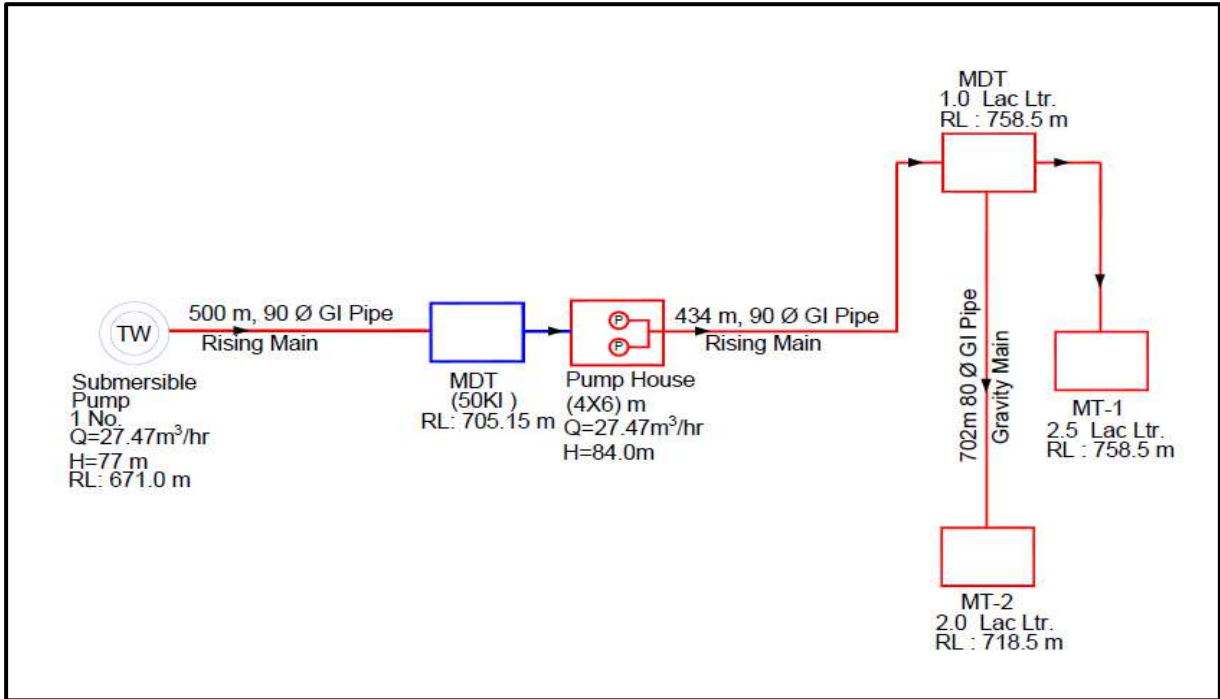 TW
500 m, 90 Ø GI Pipe
Rising Main
Submersible
Pump
1 No.
Q=27.47m³/hr
H=77 m
RL: 671.0 m
MDT
(50Kl )
RL: 705.15 m
P
P
Pump House
(4X6) m
Q=27.47m³/hr
H=84.0m
434 m, 90 Ø GI Pipe
Rising Main
MDT
1.0 Lac Ltr.
RL : 758.5 m
702m 80 Ø GI Pipe
Gravity Main
MT-1
2.5 Lac Ltr.
RL : 758.5 m
MT-2
2.0 Lac Ltr.
RL : 718.5 m